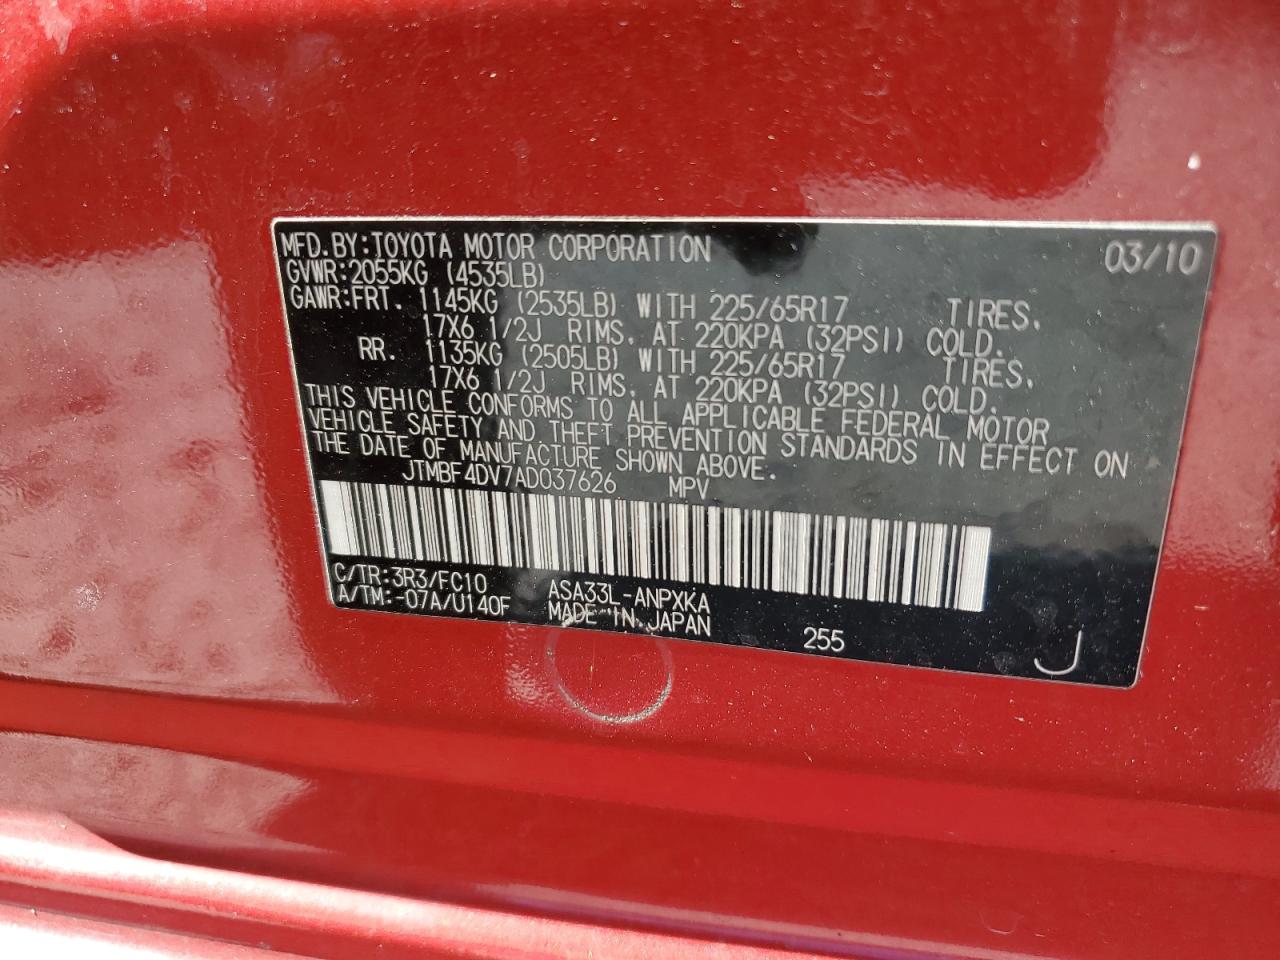 MFD.BY:TOYOTA MOTOR CORPORATION 03/10
GVWR:2055KG (4535LB)
GAWR:FRT. 1145KG (2535LB) WITH 225/65R17 TIRES,
17X6 1/2J RIMS, AT 220KPA (32PSI) COLD.
RR. 1135KG (2505LB) WITH 225/65R17 TIRES,
17X6 1/2J RIMS, AT 220KPA (32PSI) COLD.
THIS VEHICLE CONFORMS TO ALL APPLICABLE FEDERAL MOTOR
VEHICLE SAFETY AND THEFT PREVENTION STANDARDS IN EFFECT ON
THE DATE OF MANUFACTURE SHOWN ABOVE.
JTMBF4DV7AD037626 MPV
C/TR:3R3/FC10 ASA33L-ANPXKA
A/TM:-07A/U140F MADE IN JAPAN
255 J